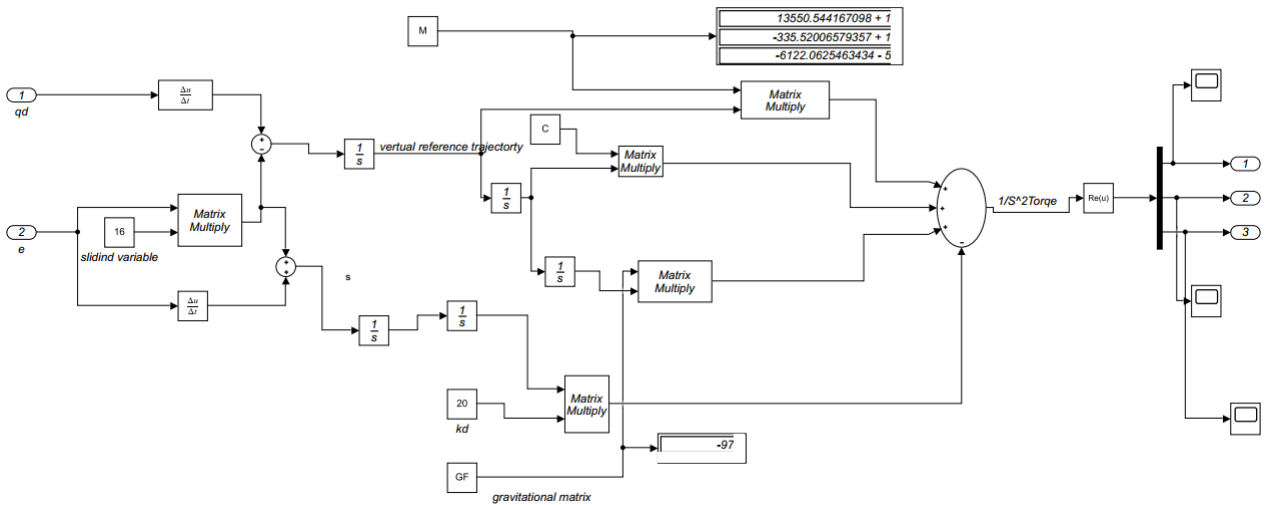 M
13550.544167098 + 1
-335.52006579357 + 1
-6122.0625463434 - 5
1
qd
Δu
Δt
+
-
1
s
vertual reference trajectorty
Matrix
Multiply
C
Matrix
Multiply
1
s
2
e
16
slidind variable
Matrix
Multiply
+
+
Δu
Δt
s
1
s
1
s
1
s
Matrix
Multiply
20
kd
Matrix
Multiply
-97
GF
gravitational matrix
+
+
+
-
1/S^2Torqe
Re(u)
1
2
3